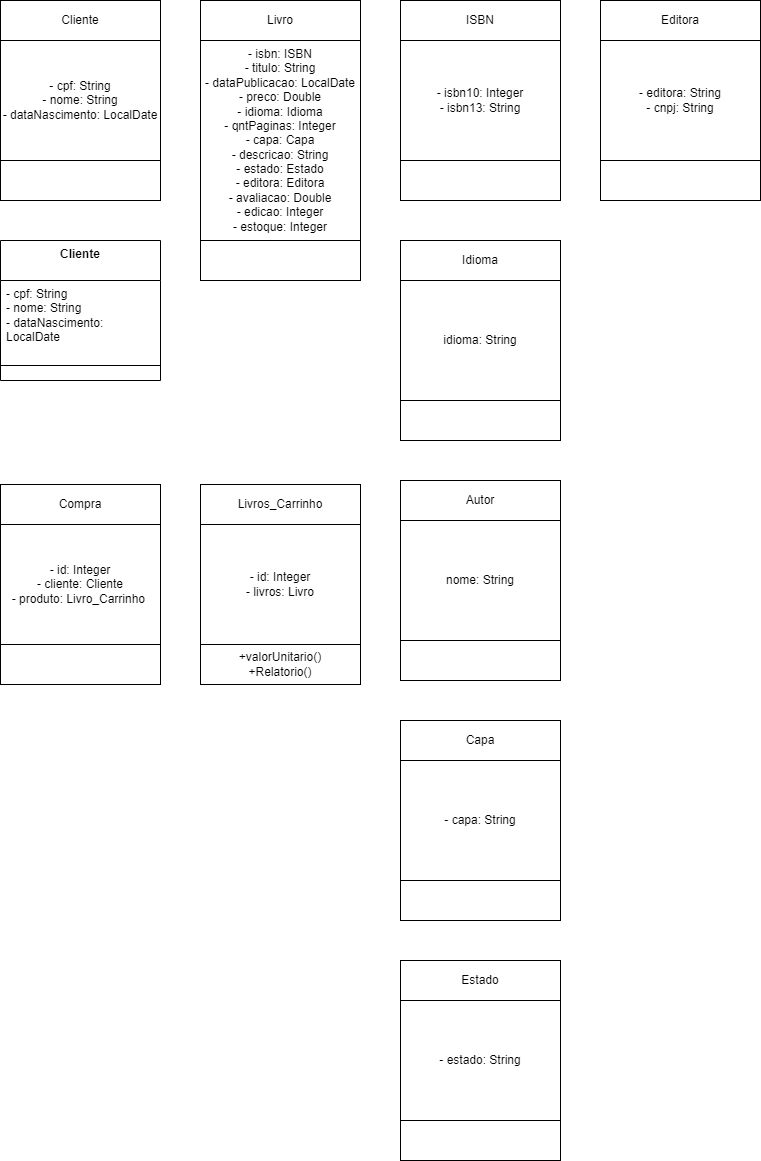 Cliente
- cpf: String
- nome: String
- dataNascimento: LocalDate
Livro
- isbn: ISBN
- titulo: String
- dataPublicacao: LocalDate
- preco: Double
- idioma: Idioma
- qntPaginas: Integer
- capa: Capa
- descricao: String
- estado: Estado
- editora: Editora
- avaliacao: Double
- edicao: Integer
- estoque: Integer
ISBN
- isbn10: Integer
- isbn13: String
Editora
- editora: String
- cnpj: String
Cliente
- cpf: String
- nome: String
- dataNascimento:
LocalDate
Idioma
idioma: String
Compra
- id: Integer
- cliente: Cliente
- produto: Livro_Carrinho
Livros_Carrinho
- id: Integer
- livros: Livro
+valorUnitario()
+Relatorio()
Autor
nome: String
Capa
- capa: String
Estado
- estado: String